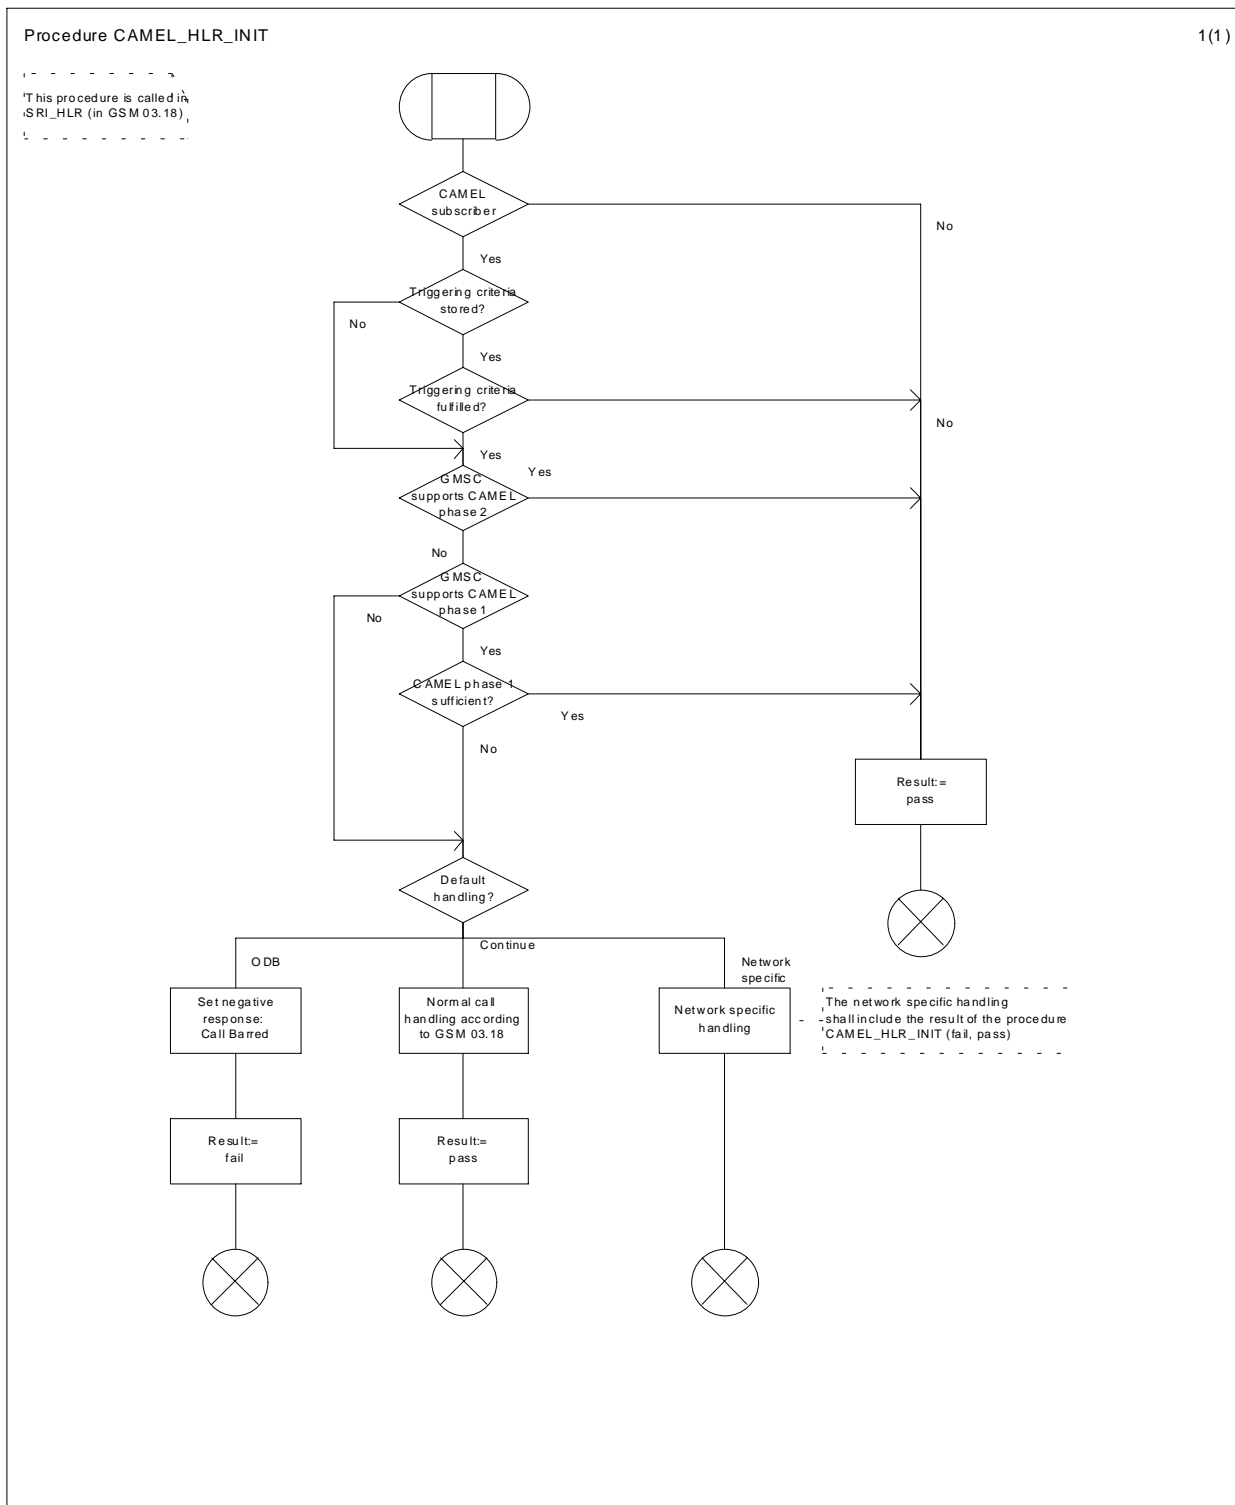 Procedure CAMEL_HLR_INIT
1(1)
This procedure is called in
SRI_HLR (in GSM 03.18)
CAMEL
subscriber
No
Yes
Triggering criteria
stored?
No
Yes
Triggering criteria
fulfilled?
No
Yes
Yes
GMSC
supports CAMEL
phase 2
No
GMSC
supports CAMEL
phase 1
No
Yes
CAMEL phase 1
sufficient?
Yes
No
Result:=
pass
Default
handling?
Continue
ODB
Network
specific
Set negative
response:
Call Barred
Normal call
handling according
to GSM 03.18
Network specific
handling
The network specific handling
shall include the result of the procedure
CAMEL_HLR_INIT (fail, pass)
Result:=
fail
Result:=
pass